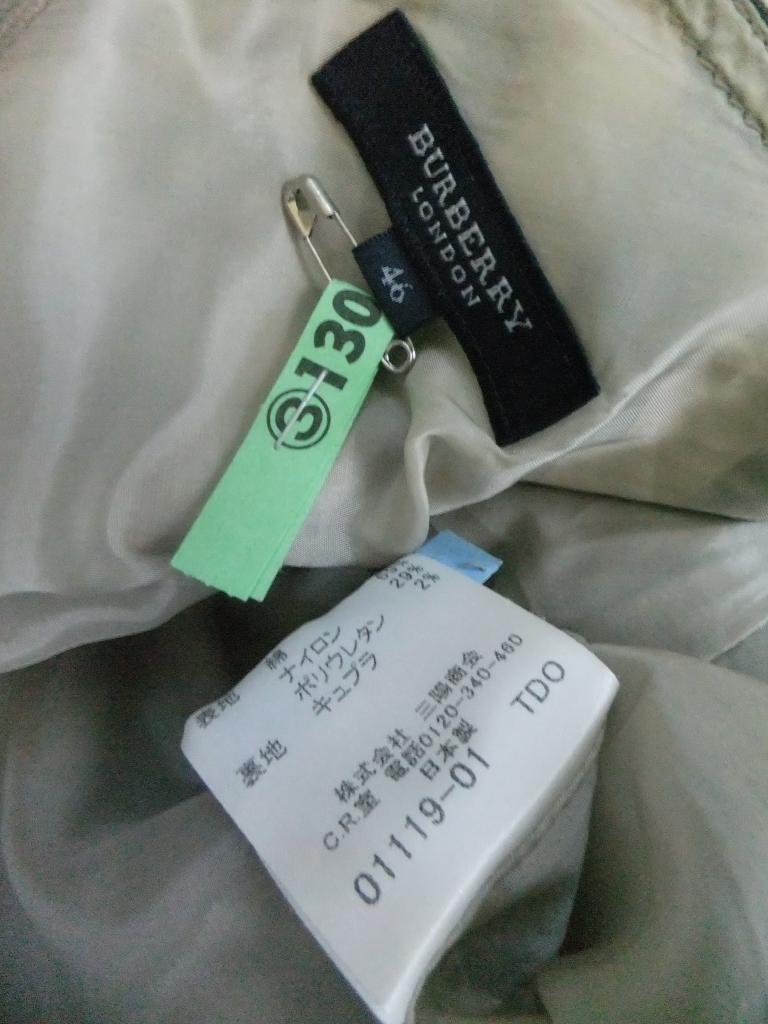 BURBERRY
LONDON
46
③130
29%
2%
表地 綿
ナイロン
ポリウレタン
裏地 キュプラ
株式会社 三陽商会
C.R.室 電話0120-340-460
日本製
01119-01 TDO